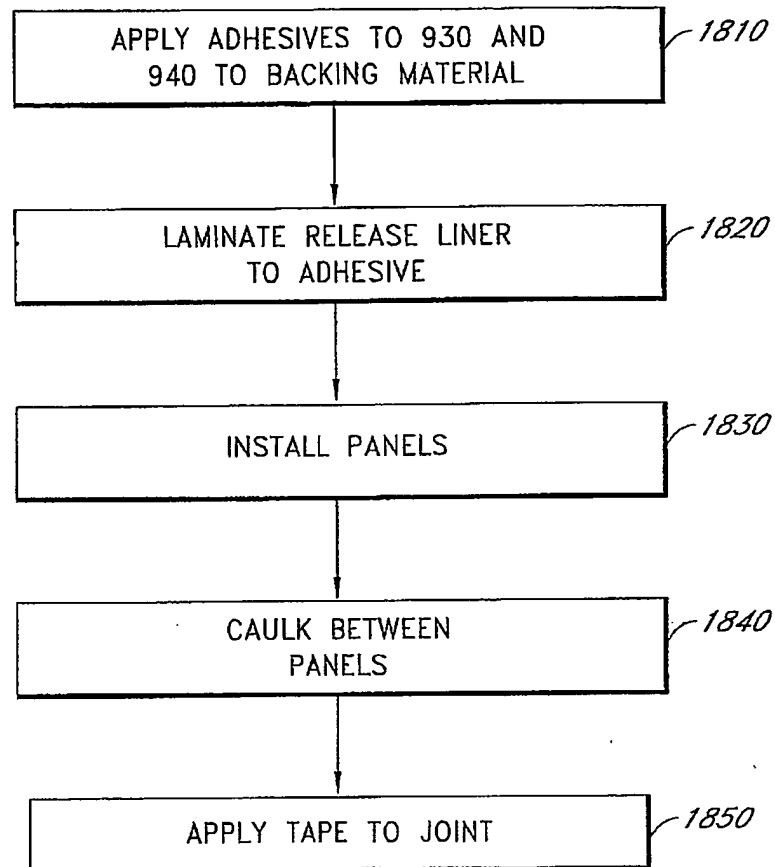 APPLY ADHESIVES TO 930 AND
940 TO BACKING MATERIAL
1810
LAMINATE RELEASE LINER
TO ADHESIVE
1820
INSTALL PANELS
1830
CAULK BETWEEN
PANELS
1840
APPLY TAPE TO JOINT
1850